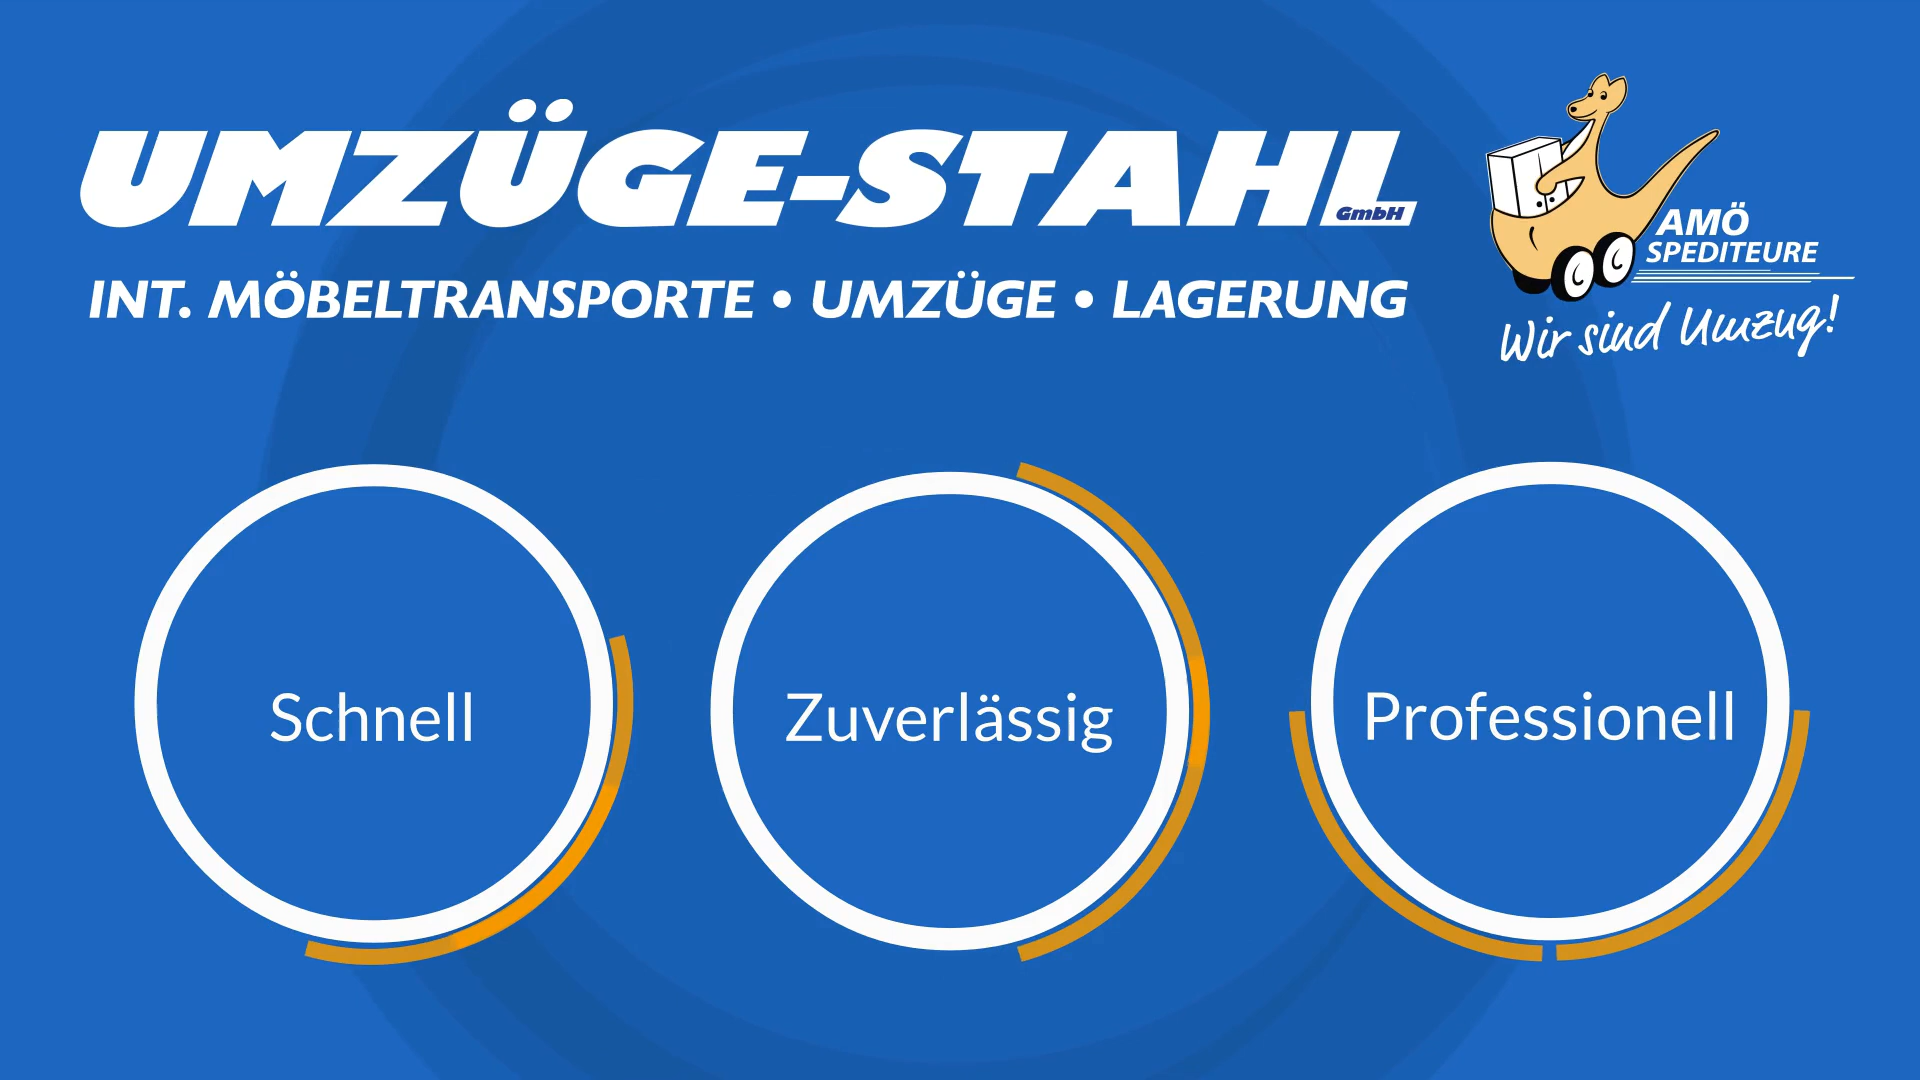 UMZÜGE-STAHL
GmbH
INT. MÖBELTRANSPORTE • UMZÜGE • LAGERUNG
AMÖ
SPEDITEURE
Wir sind Umzug!
Schnell
Zuverlässig
Professionell